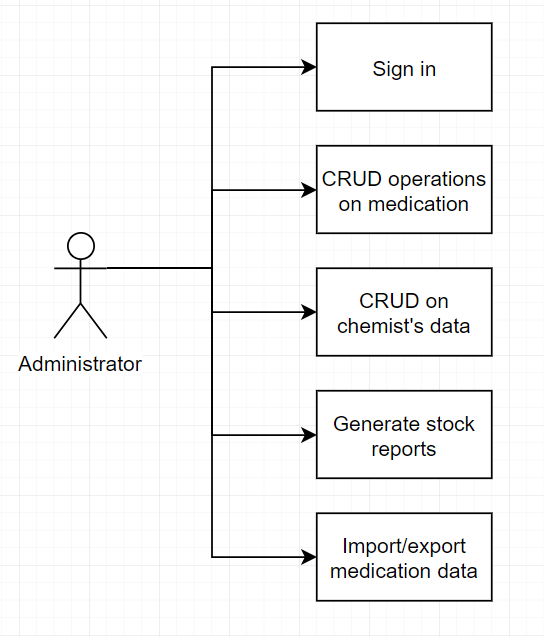 Sign in
CRUD operations
on medication
CRUD on
chemist's data
Administrator
Generate stock
reports
Import/export
medication data